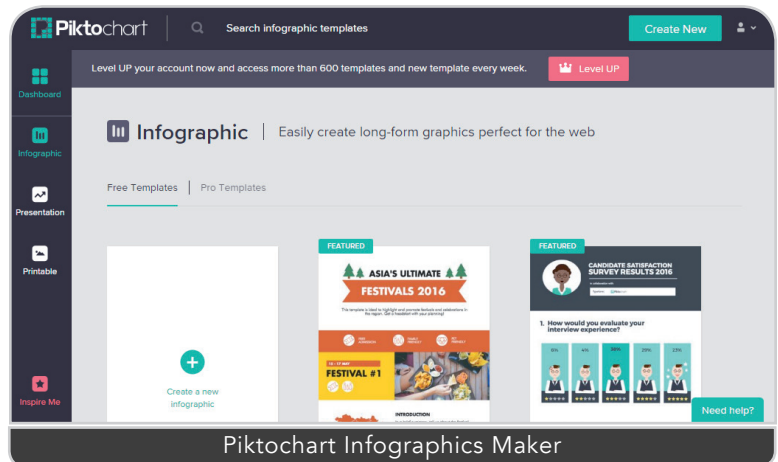 Piktochart
Search infographic templates
Create New
Level UP your account now and access more than 600 templates and new template every week.
Level UP
Dashboard
Infographic
Presentation
Printable
Inspire Me
Infographic
Easily create long-form graphics perfect for the web
Free Templates
Pro Templates
Create a new
infographic
FEATURED
ASIA'S ULTIMATE
FESTIVALS 2016
FESTIVAL #1
INTRODUCTION
FEATURED
CANDIDATE SATISFACTION
SURVEY RESULTS 2016
1. How would you evaluate your
interview experience?
Need help?
Piktochart Infographics Maker